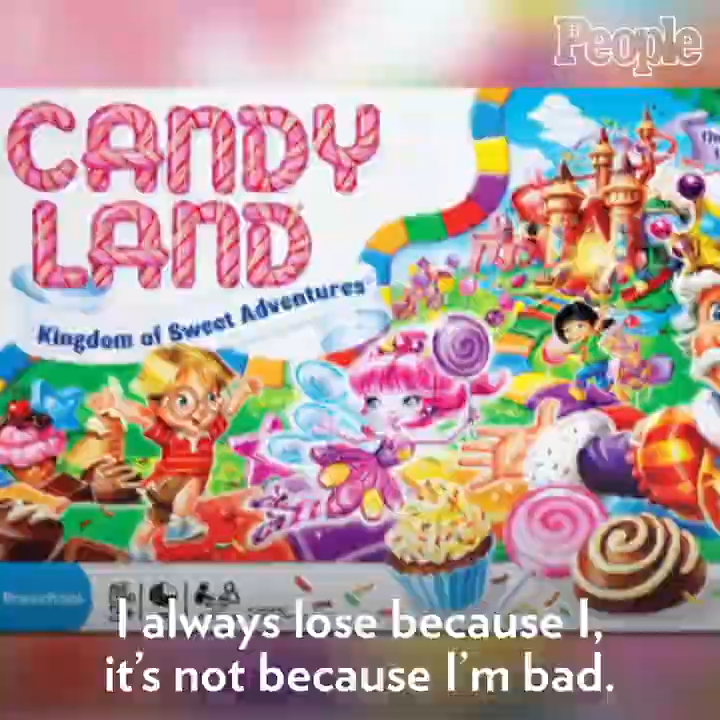 People
CANDY
LAND
Kingdom of Sweet Adventures
I always lose because I,
it's not because I'm bad.